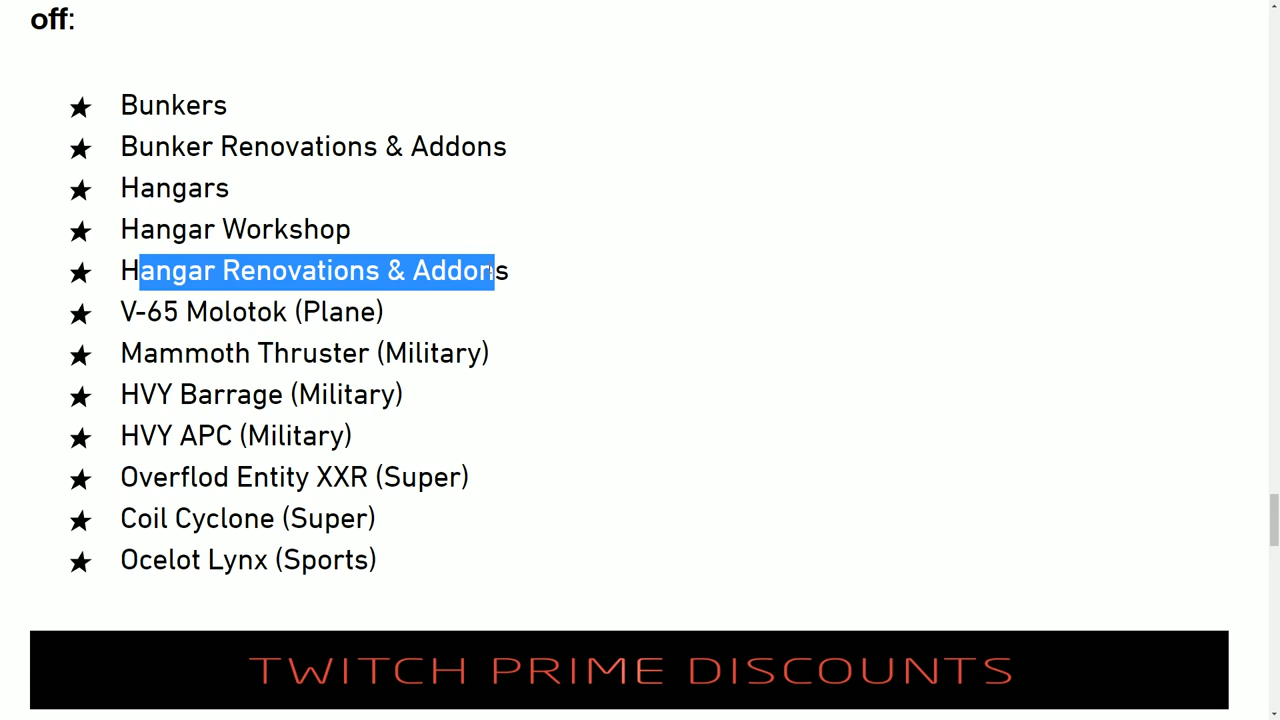 off:
★ Bunkers
★ Bunker Renovations & Addons
★ Hangars
★ Hangar Workshop
★ Hangar Renovations & Addons
★ V-65 Molotok (Plane)
★ Mammoth Thruster (Military)
★ HVY Barrage (Military)
★ HVY APC (Military)
★ Overflod Entity XXR (Super)
★ Coil Cyclone (Super)
★ Ocelot Lynx (Sports)
TWITCH PRIME DISCOUNTS